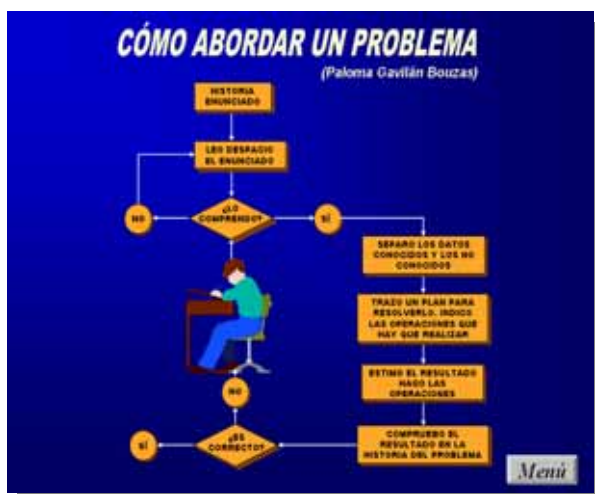 CÓMO ABORDAR UN PROBLEMA
(Paloma Gavilán Bouzas)
HISTORIA
ENUNCIADO
LEO DESPACIO
EL ENUNCIADO
¿LO
COMPRENDO?
NO
SÍ
SEPARO LOS DATOS
CONOCIDOS Y LOS NO
CONOCIDOS
TRAZO UN PLAN PARA
RESOLVERLO. INDICO
LAS OPERACIONES QUE
HAY QUE REALIZAR
ESTIMO EL RESULTADO
HAGO LAS
OPERACIONES
COMPRUEBO EL
RESULTADO EN LA
HISTORIA DEL PROBLEMA
¿ES
CORRECTO?
NO
SÍ
Menú